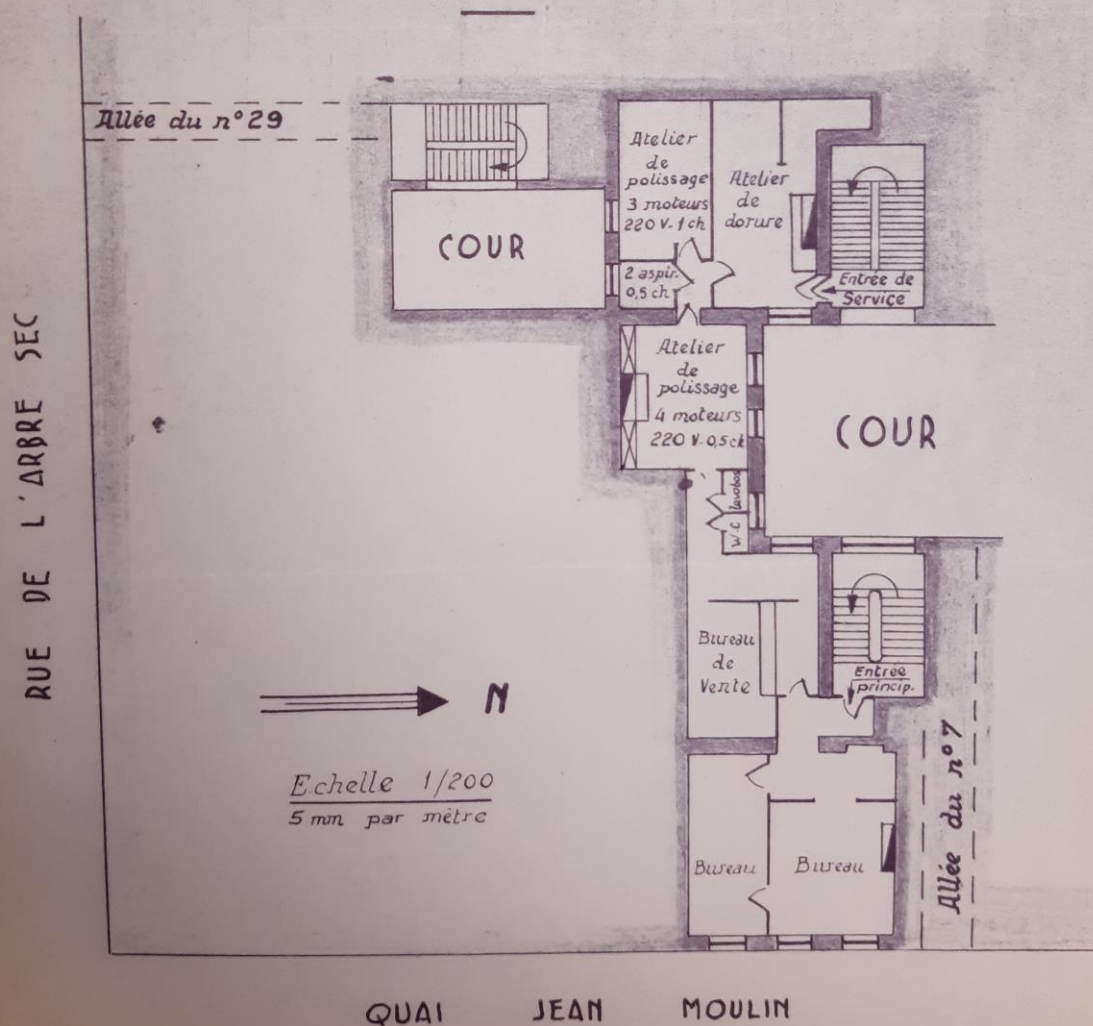 Allée du n° 29
COUR
Atelier
de
polissage
3 moteurs
220 V. 1 ch
Atelier
de
dorure
2 aspir.
0,5 ch
Entrée de
Service
Atelier
de
polissage
4 moteurs
220 V. 0,5 ch
COUR
lavabos
W.C
RUE DE L'ARBRE SEC
Bureau
de
Vente
Entrée
princip.
N
Echelle 1/200
5 mm par mètre
Allée du n° 7
Bureau
Bureau
QUAI JEAN MOULIN